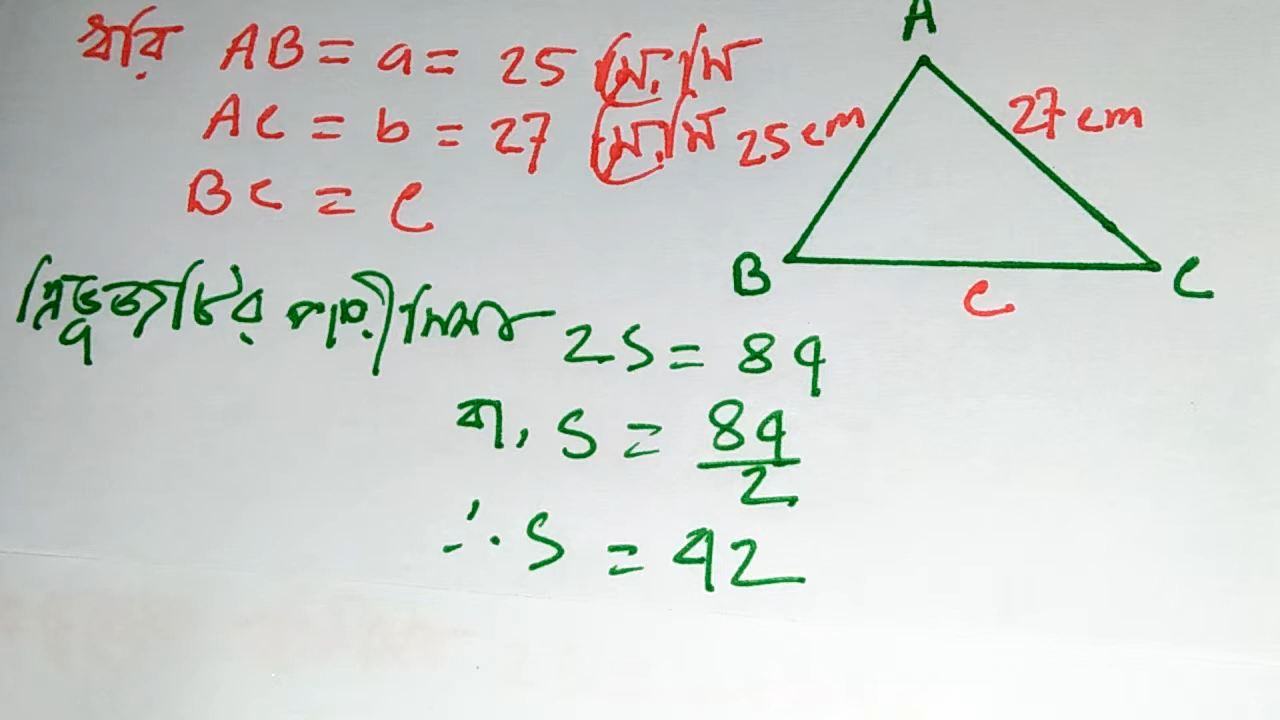 ধরি AB = a = 25 সে.মি
AC = b = 27 সে.মি
BC = c
A
25 cm
27 cm
B
C
c
ত্রিভুজটির পরীসিমা 2S = 84
বা, S = 84/2
∴ S = 42